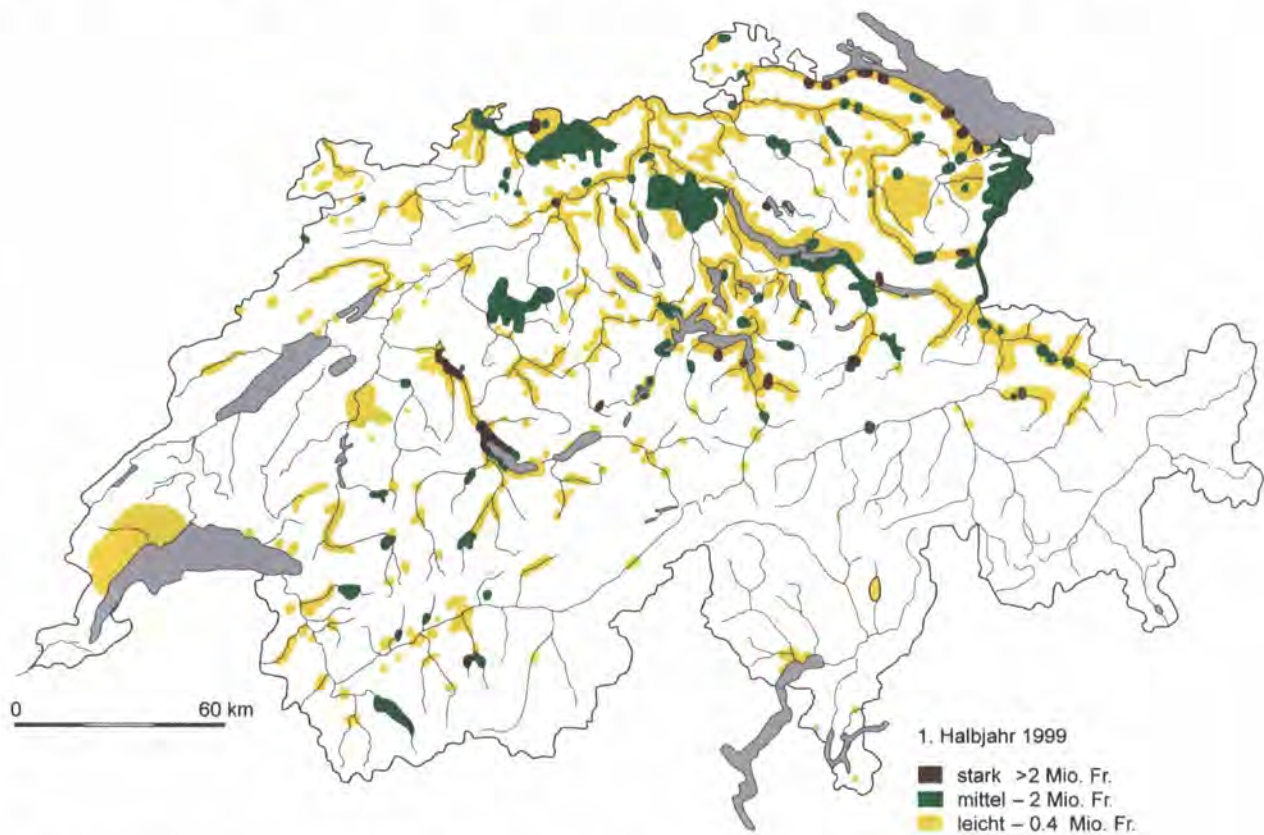 0 60 km
1. Halbjahr 1999
stark >2 Mio. Fr.
mittel – 2 Mio. Fr.
leicht – 0.4 Mio. Fr.